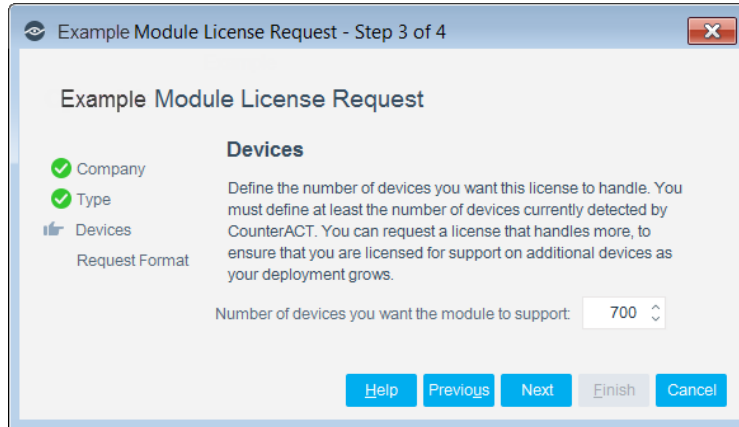 Example Module License Request - Step 3 of 4
Example Module License Request
Company
Type
Devices
Request Format
Devices
Define the number of devices you want this license to handle. You
must define at least the number of devices currently detected by
CounterACT. You can request a license that handles more, to
ensure that you are licensed for support on additional devices as
your deployment grows.
Number of devices you want the module to support: 700
Help Previous Next Finish Cancel